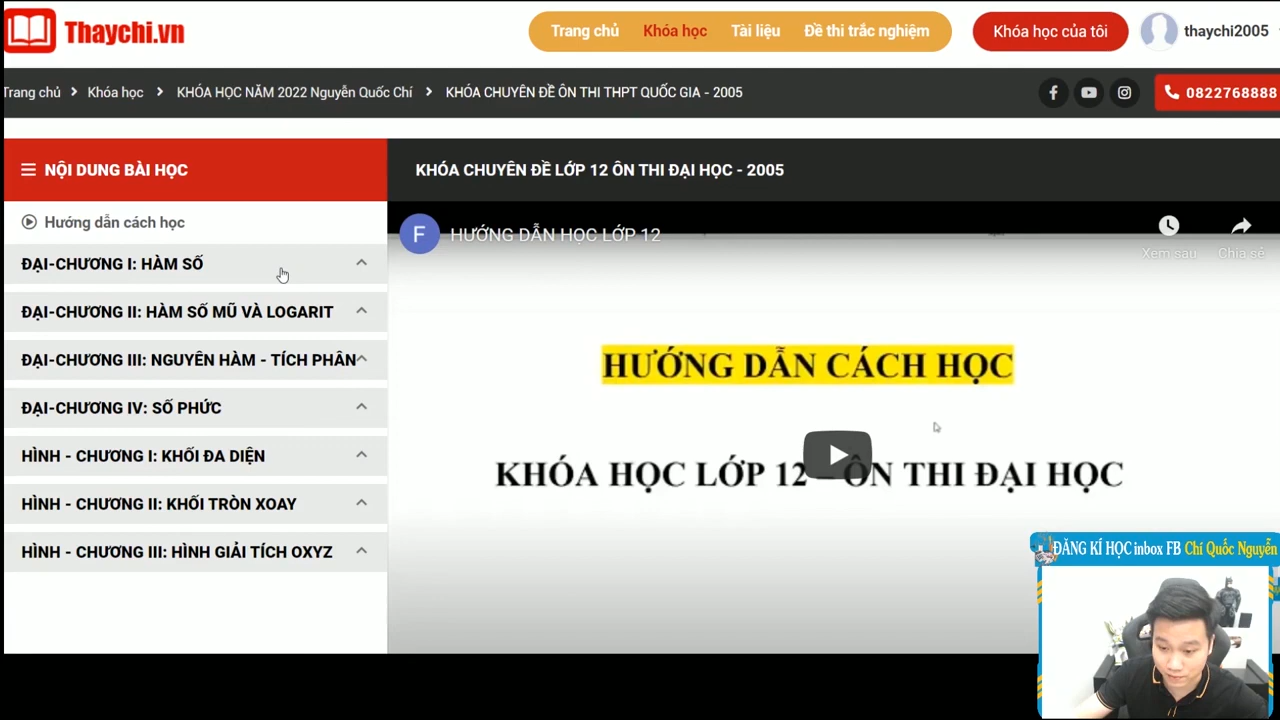 Thaychi.vn
Trang chủ Khóa học Tài liệu Đề thi trắc nghiệm
Khóa học của tôi
thaychi2005
Trang chủ > Khóa học > KHÓA HỌC NĂM 2022 Nguyễn Quốc Chí > KHÓA CHUYÊN ĐỀ ÔN THI THPT QUỐC GIA - 2005
0822768888
NỘI DUNG BÀI HỌC
Hướng dẫn cách học
ĐẠI-CHƯƠNG I: HÀM SỐ
ĐẠI-CHƯƠNG II: HÀM SỐ MŨ VÀ LOGARIT
ĐẠI-CHƯƠNG III: NGUYÊN HÀM - TÍCH PHÂN
ĐẠI-CHƯƠNG IV: SỐ PHỨC
HÌNH - CHƯƠNG I: KHỐI ĐA DIỆN
HÌNH - CHƯƠNG II: KHỐI TRÒN XOAY
HÌNH - CHƯƠNG III: HÌNH GIẢI TÍCH OXYZ
KHÓA CHUYÊN ĐỀ LỚP 12 ÔN THI ĐẠI HỌC - 2005
F HƯỚNG DẪN HỌC LỚP 12
Xem sau Chia sẻ
HƯỚNG DẪN CÁCH HỌC
KHÓA HỌC LỚP 12 – ÔN THI ĐẠI HỌC
ĐĂNG KÍ HỌC inbox FB Chí Quốc Nguyễn